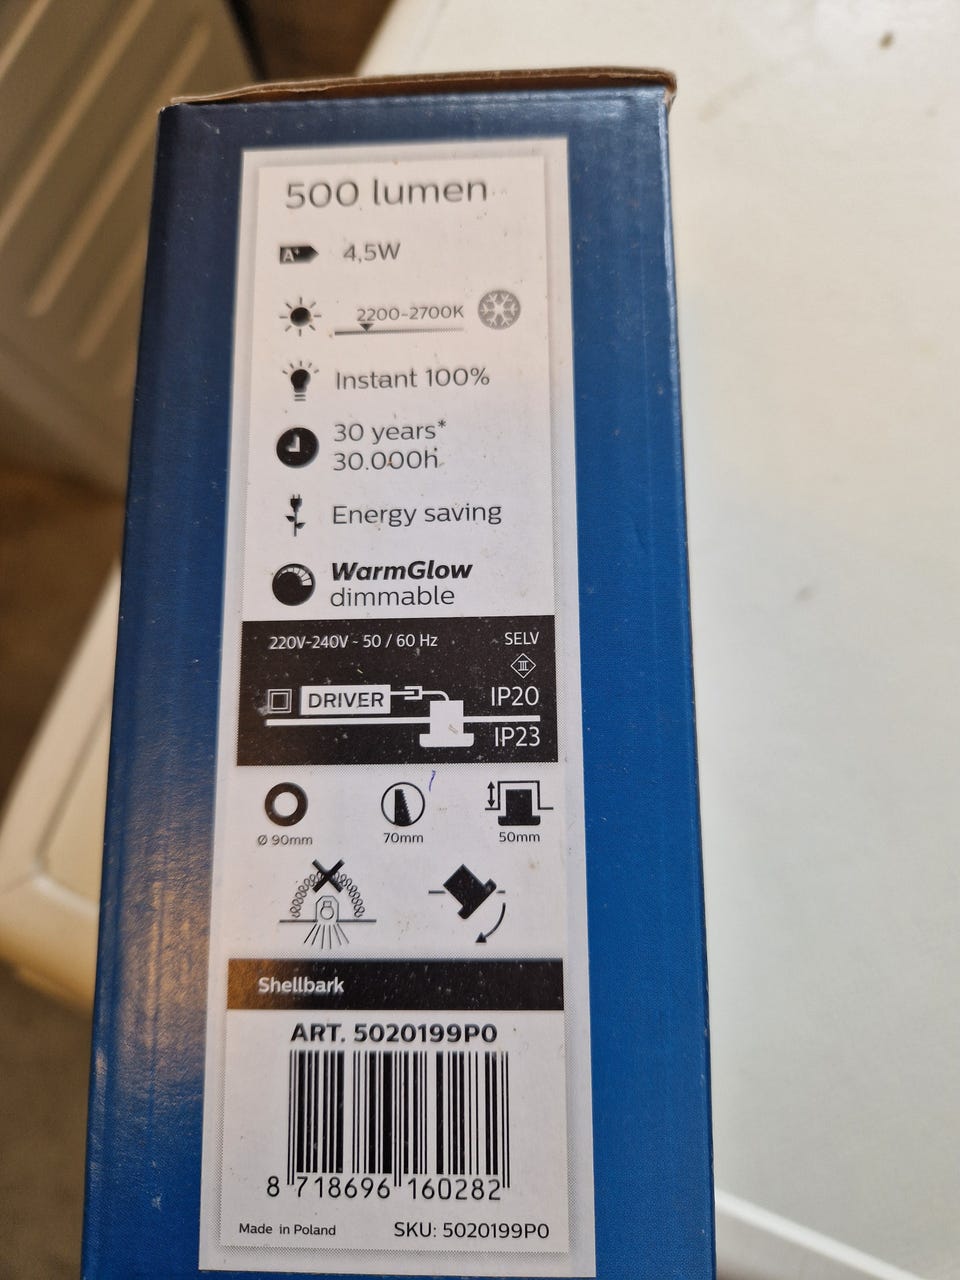 500 lumen
A+ 4,5W
2200-2700K
Instant 100%
30 years*
30.000h
Energy saving
WarmGlow
dimmable
220V~240V - 50 / 60 Hz SELV
III
DRIVER IP20
IP23
Ø 90mm 70mm 50mm
Shellbark
ART. 5020199P0
8 718696 160282
Made in Poland SKU: 5020199P0